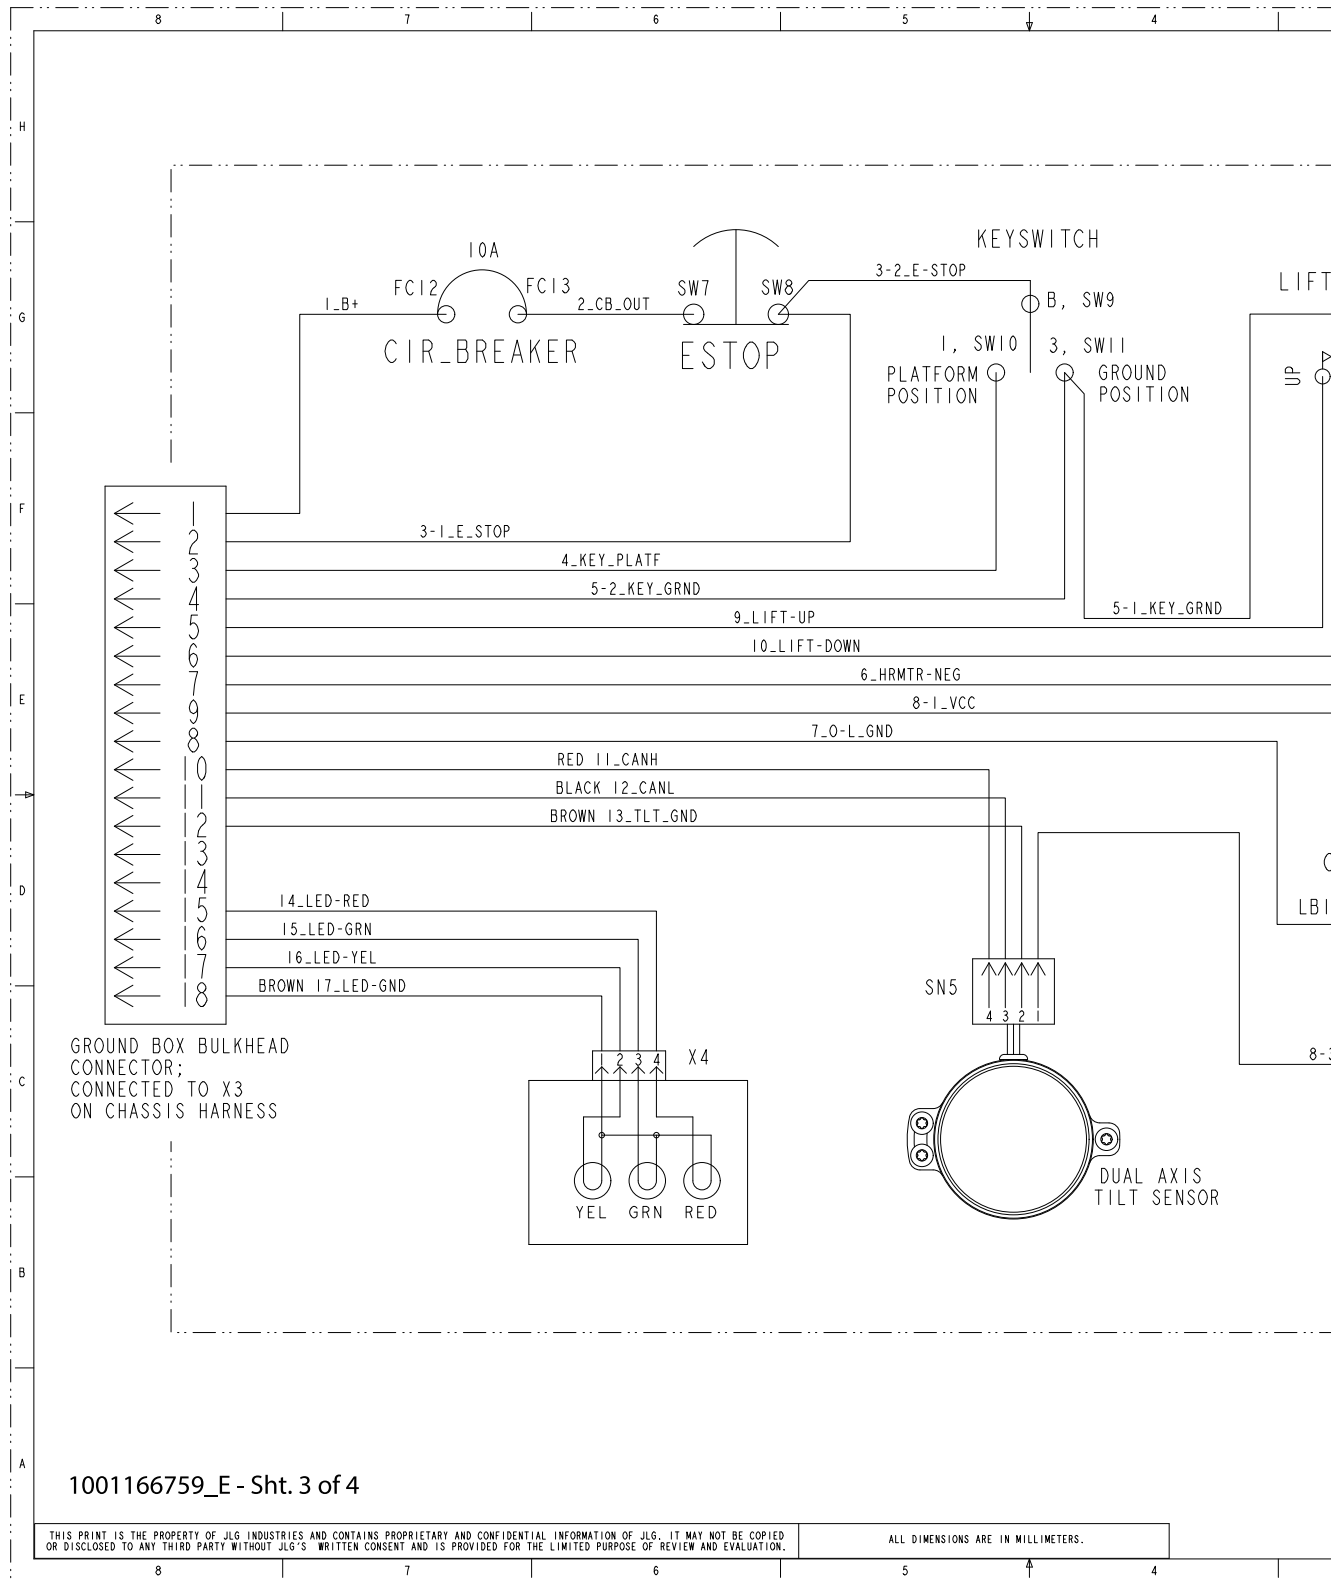 8 7 6 5 4
H
G
F
E
D
C
B
A
KEYSWITCH
10A
3-2_E-STOP
FC12 FC13
SW7 SW8
LIFT
1_B+
2_CB_OUT
B, SW9
CIR_BREAKER
ESTOP
1, SW10
3, SW11
PLATFORM
POSITION
GROUND
POSITION
UP
1
2
3
4
5
6
7
9
8
10
11
12
13
14
15
16
17
18
3-1_E_STOP
4_KEY_PLATF
5-2_KEY_GRND
5-1_KEY_GRND
9_LIFT-UP
10_LIFT-DOWN
6_HRMTR-NEG
8-1_VCC
7_O-L_GND
RED 11_CANH
BLACK 12_CANL
BROWN 13_TLT_GND
14_LED-RED
15_LED-GRN
16_LED-YEL
BROWN 17_LED-GND
LB1
SN5
4 3 2 1
GROUND BOX BULKHEAD
CONNECTOR;
CONNECTED TO X3
ON CHASSIS HARNESS
1 2 3 4
X4
8-3
YEL GRN RED
DUAL AXIS
TILT SENSOR
1001166759_E - Sht. 3 of 4
THIS PRINT IS THE PROPERTY OF JLG INDUSTRIES AND CONTAINS PROPRIETARY AND CONFIDENTIAL INFORMATION OF JLG. IT MAY NOT BE COPIED
OR DISCLOSED TO ANY THIRD PARTY WITHOUT JLG'S WRITTEN CONSENT AND IS PROVIDED FOR THE LIMITED PURPOSE OF REVIEW AND EVALUATION.
ALL DIMENSIONS ARE IN MILLIMETERS.
8 7 6 5 4